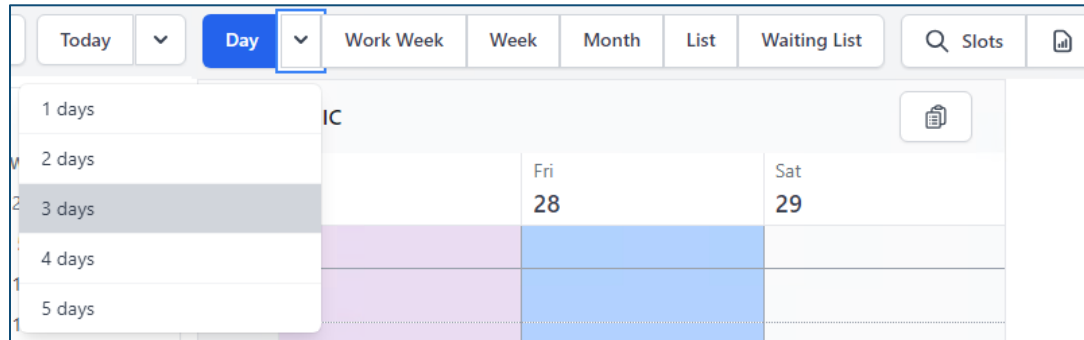 Today Day Work Week Week Month List Waiting List Slots
1 days
IC
2 days
Fri Sat
28 29
3 days
4 days
5 days